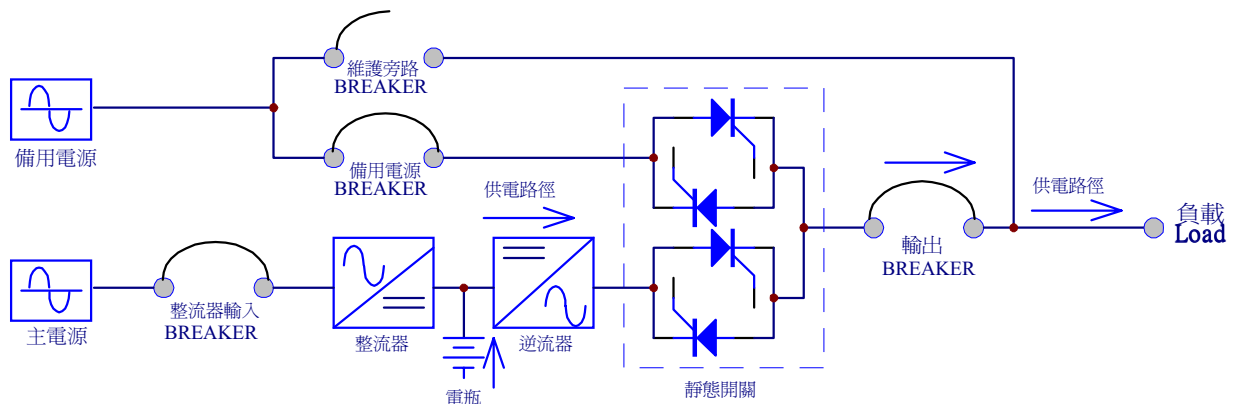 維護旁路
BREAKER
備用電源
備用電源
BREAKER
供電路徑
供電路徑
負載
Load
輸出
BREAKER
主電源
整流器輸入
BREAKER
整流器
逆流器
電瓶
靜態開關